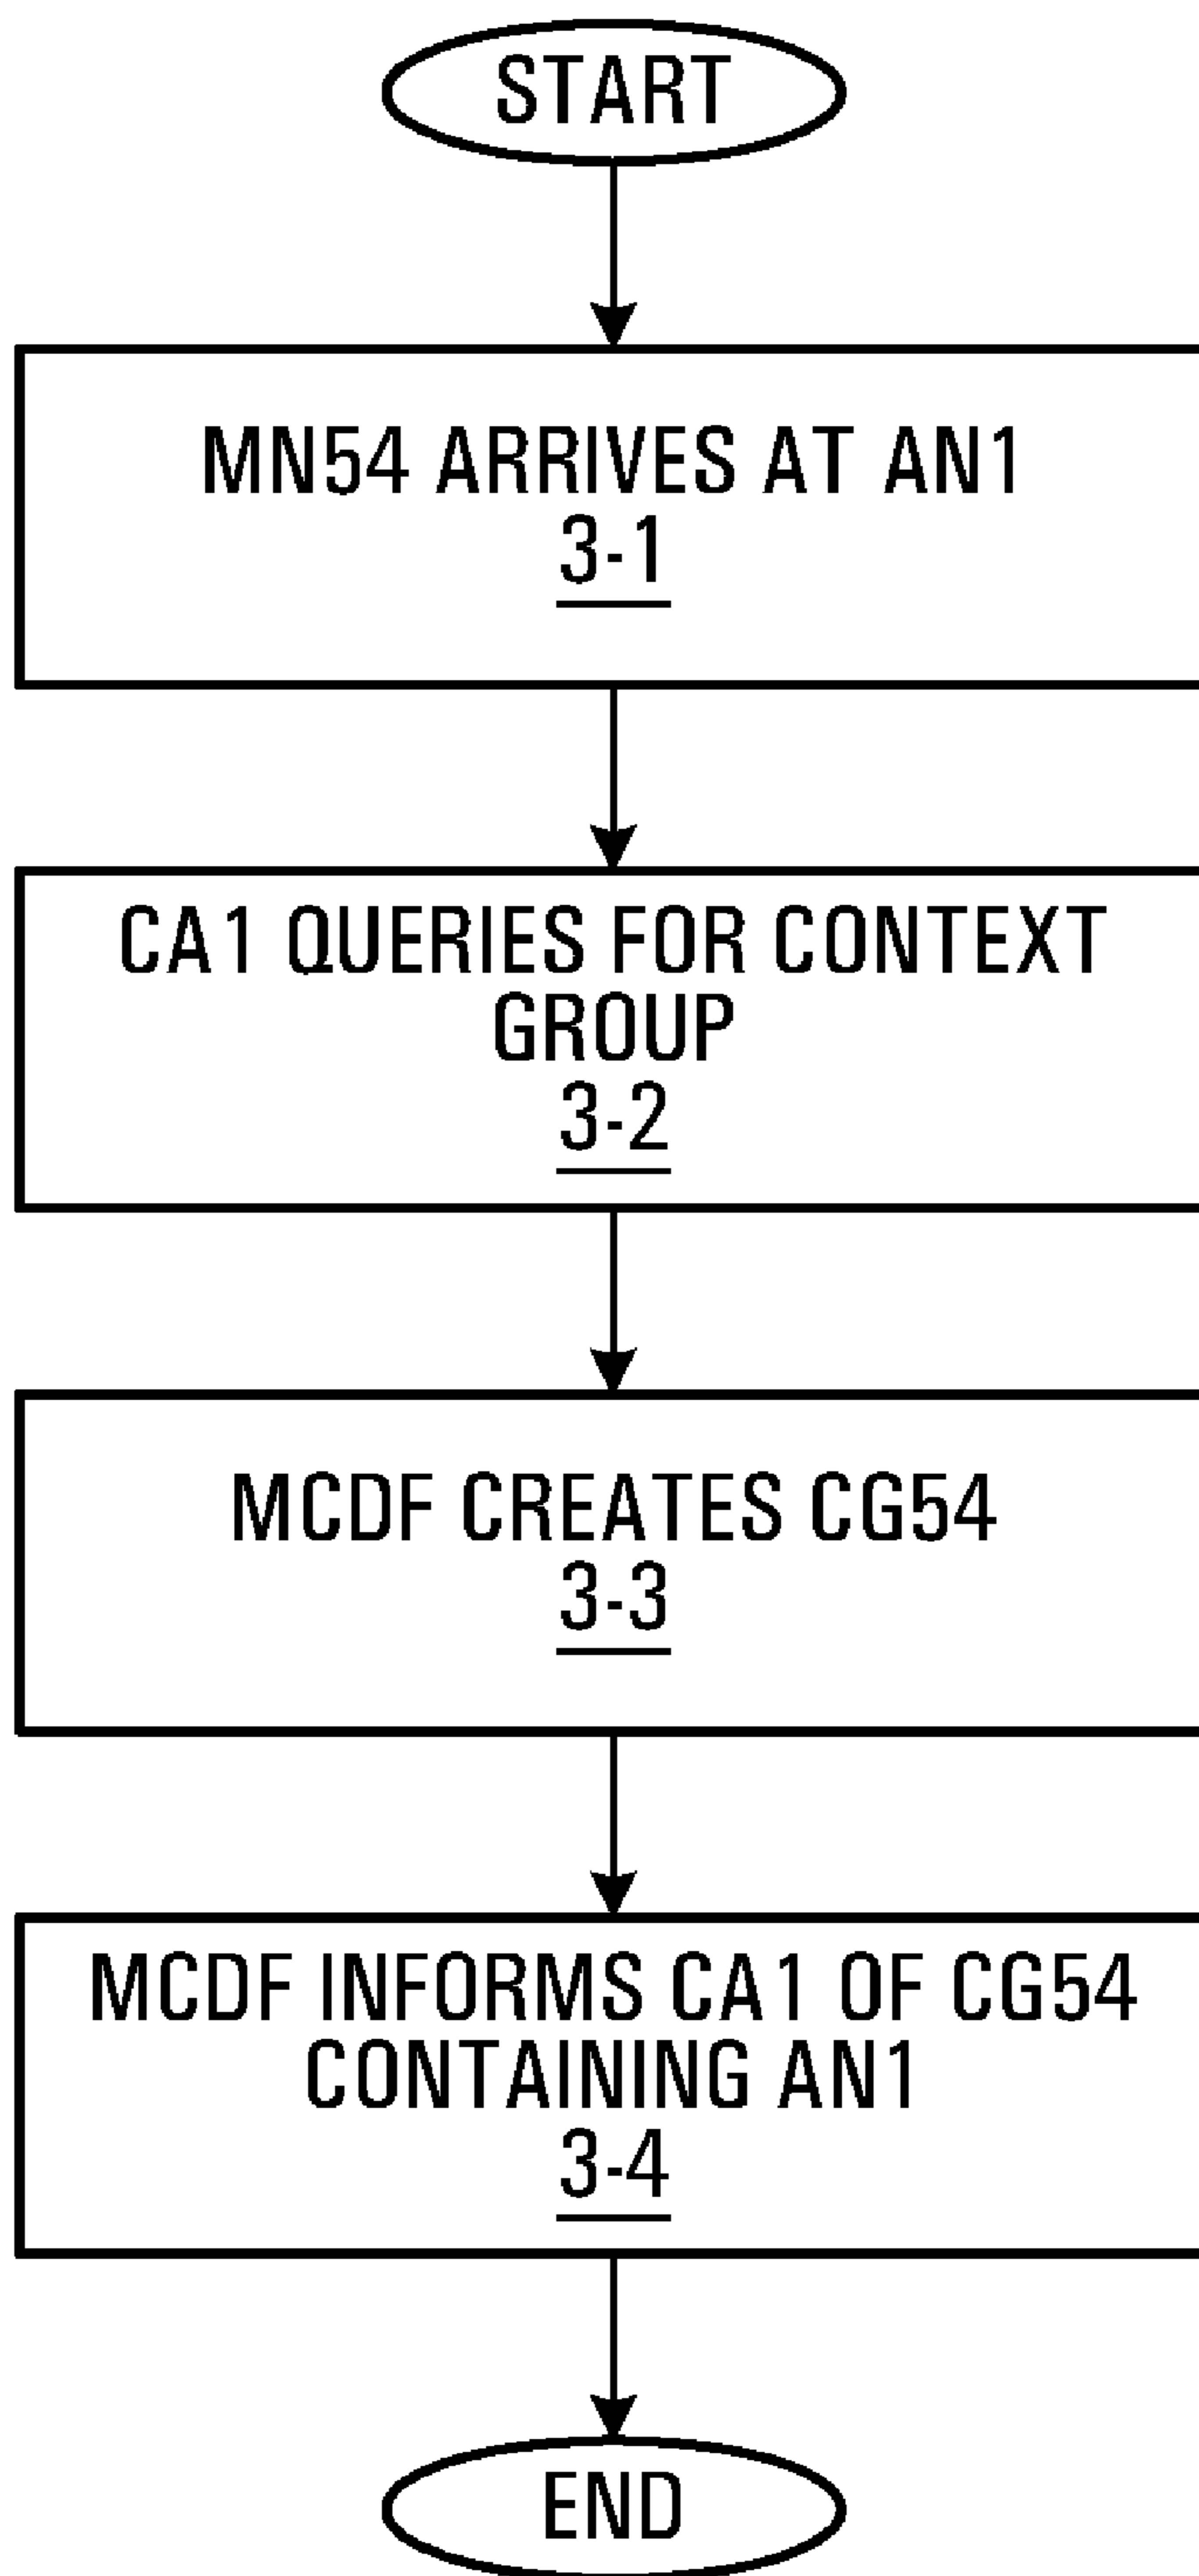 START
MN54 ARRIVES AT AN1
3-1
CA1 QUERIES FOR CONTEXT
GROUP
3-2
MCDF CREATES CG54
3-3
MCDF INFORMS CA1 OF CG54
CONTAINING AN1
3-4
END